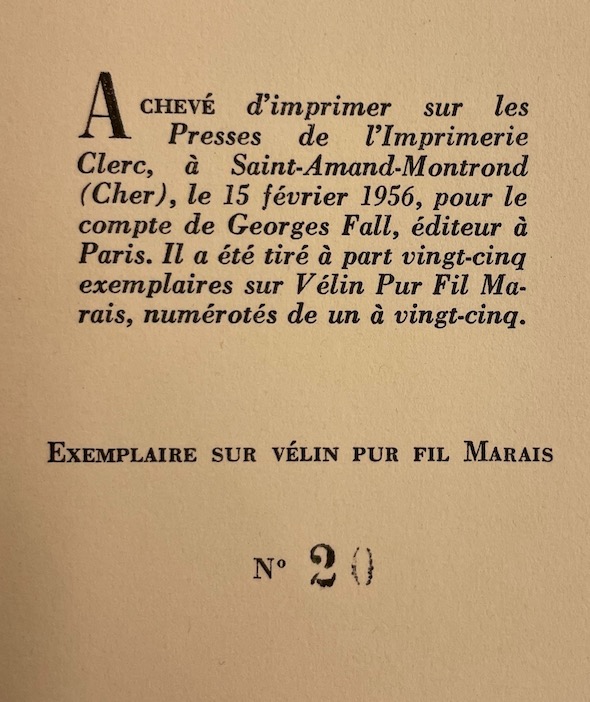 ACHEVÉ d'imprimer sur les
Presses de l'Imprimerie
Clerc, à Saint-Amand-Montrond
(Cher), le 15 février 1956, pour le
compte de Georges Fall, éditeur à
Paris. Il a été tiré à part vingt-cinq
exemplaires sur Vélin Pur Fil Ma-
rais, numérotés de un à vingt-cinq.
EXEMPLAIRE SUR VÉLIN PUR FIL MARAIS
Nº 20